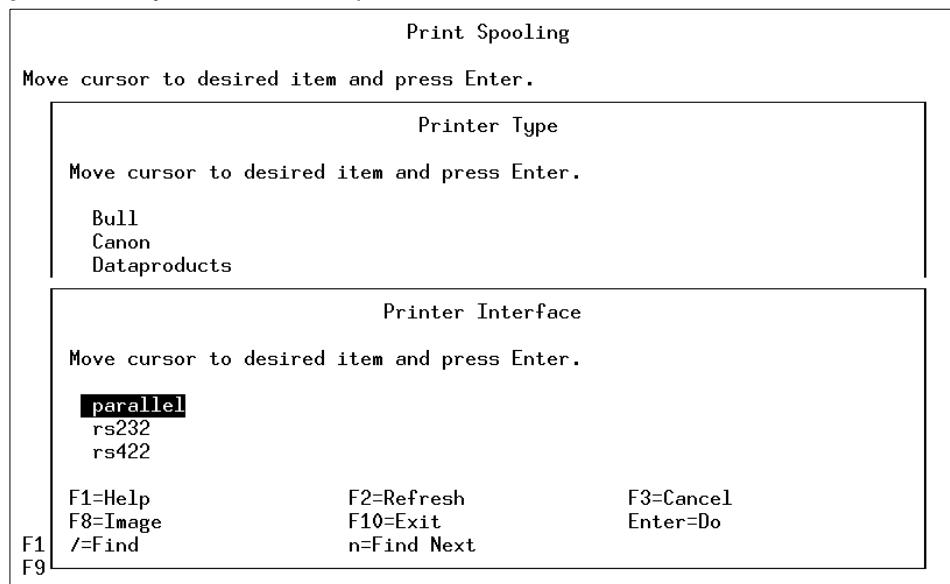 Print Spooling
Move cursor to desired item and press Enter.
Printer Type
Move cursor to desired item and press Enter.
Bull
Canon
Dataproducts
Printer Interface
Move cursor to desired item and press Enter.
parallel
rs232
rs422
F1=Help F2=Refresh F3=Cancel
F8=Image F10=Exit Enter=Do
F1 /=Find n=Find Next
F9